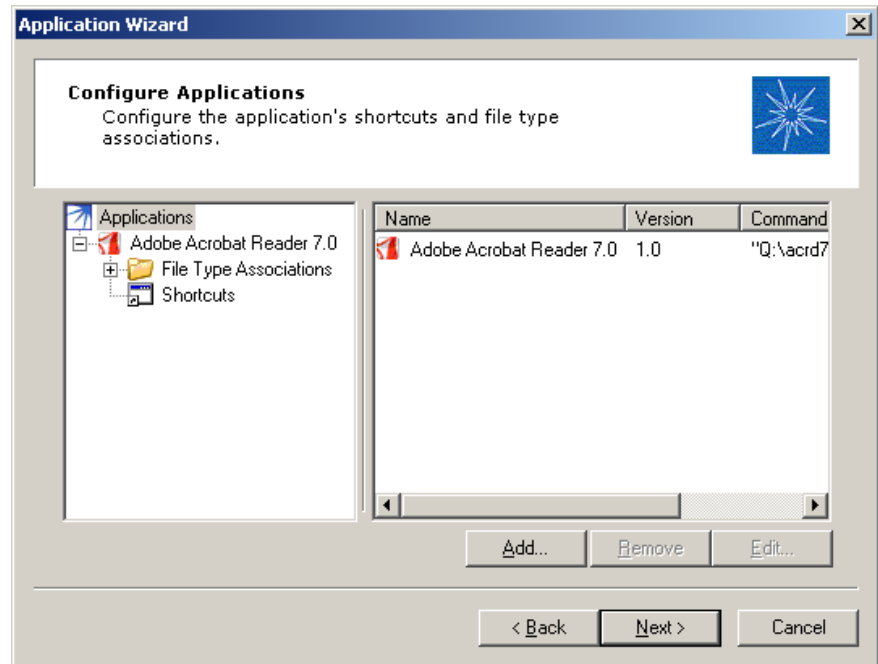 Application Wizard
Configure Applications
Configure the application's shortcuts and file type
associations.
Applications
Adobe Acrobat Reader 7.0
File Type Associations
Shortcuts
Name Version Command
Adobe Acrobat Reader 7.0 1.0 "Q:\acrd7
Add... Remove Edit...
< Back Next > Cancel